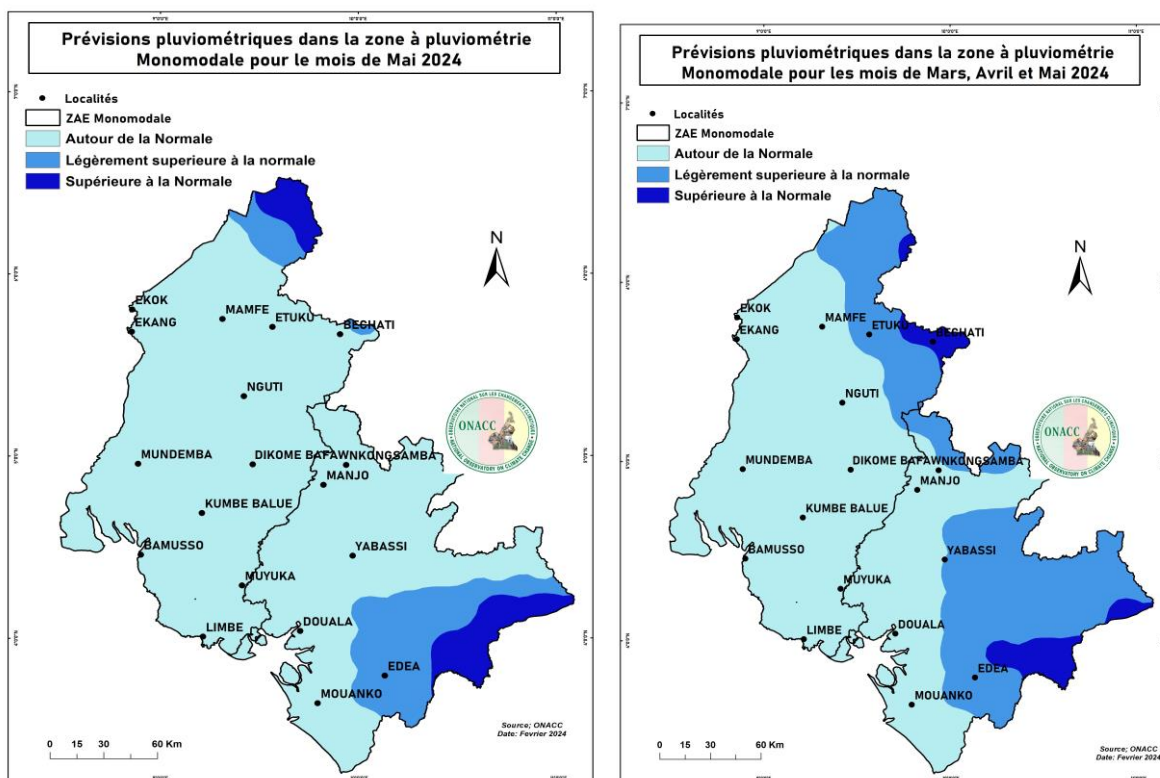 Prévisions pluviométriques dans la zone à pluviométrie
Monomodale pour le mois de Mai 2024
Localités
ZAE Monomodale
Autour de la Normale
Légèrement superieure à la normale
Supérieure à la Normale
N
EKOK
EKANG
MAMFE
ETUKU
BECHATI
NGUTI
ONACC
MUNDEMBA
DIKOME BAFAWNKONGSAMBA
MANJO
KUMBE BALUE
BAMUSSO
YABASSI
MUYUKA
LIMBE
DOUALA
EDEA
MOUANKO
Source; ONACC
Date: Fevrier 2024
0 15 30 60 Km
Prévisions pluviométriques dans la zone à pluviométrie
Monomodale pour les mois de Mars, Avril et Mai 2024
Localités
ZAE Monomodale
Autour de la Normale
Légèrement superieure à la normale
Supérieure à la Normale
N
EKOK
EKANG
MAMFE
ETUKU
BECHATI
NGUTI
ONACC
MUNDEMBA
DIKOME BAFAWNKONGSAMBA
MANJO
KUMBE BALUE
BAMUSSO
YABASSI
MUYUKA
LIMBE
DOUALA
EDEA
MOUANKO
Source; ONACC
Date: Fevrier 2024
0 15 30 60 Km